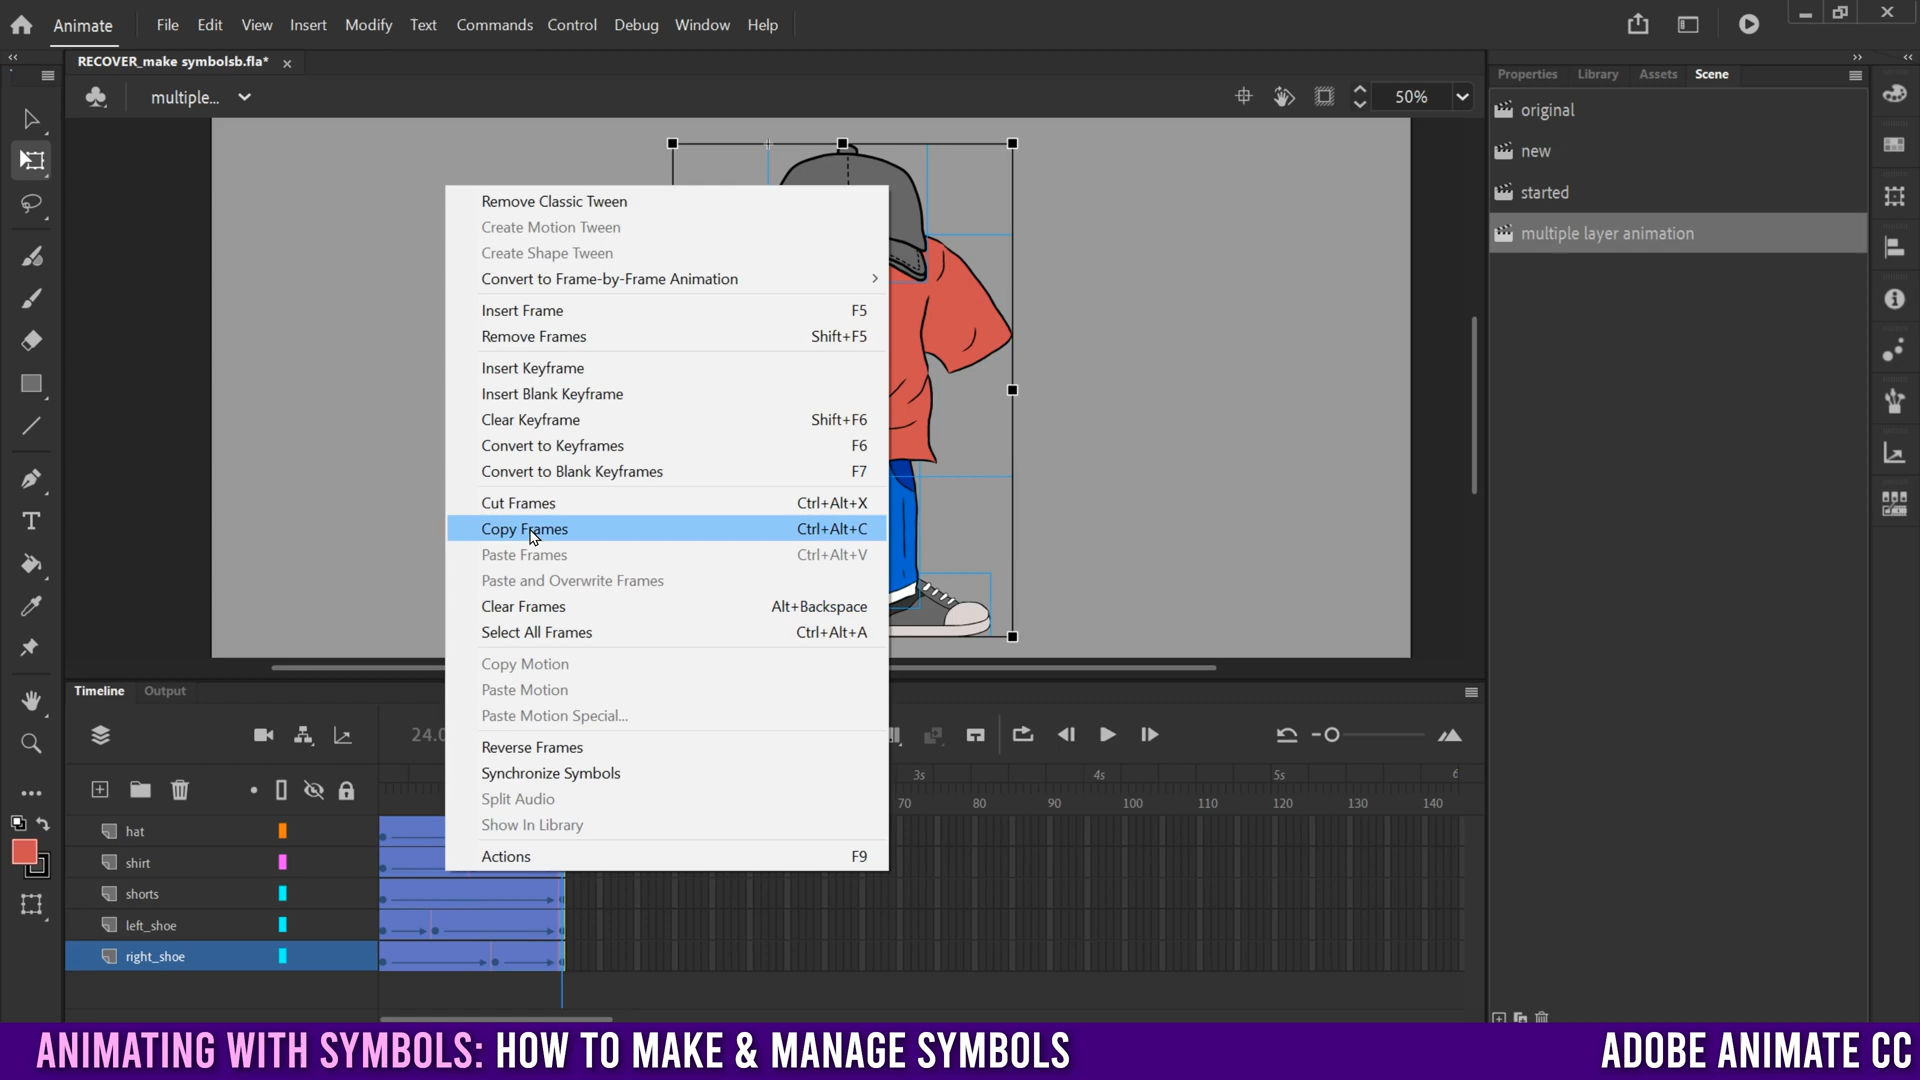 Animate File Edit View Insert Modify Text Commands Control Debug Window Help
RECOVER_make symbolsb.fla* ×
multiple... 50%
Properties Library Assets Scene
original
new
started
multiple layer animation
Remove Classic Tween
Create Motion Tween
Create Shape Tween
Convert to Frame-by-Frame Animation
Insert Frame F5
Remove Frames Shift+F5
Insert Keyframe
Insert Blank Keyframe
Clear Keyframe Shift+F6
Convert to Keyframes F6
Convert to Blank Keyframes F7
Cut Frames Ctrl+Alt+X
Copy Frames Ctrl+Alt+C
Paste Frames Ctrl+Alt+V
Paste and Overwrite Frames
Clear Frames Alt+Backspace
Select All Frames Ctrl+Alt+A
Copy Motion
Paste Motion
Paste Motion Special...
Reverse Frames
Synchronize Symbols
Split Audio
Show In Library
Actions F9
Timeline Output
24.0
3s 4s 5s 6
70 80 90 100 110 120 130 140
hat
shirt
shorts
left_shoe
right_shoe
ANIMATING WITH SYMBOLS: HOW TO MAKE & MANAGE SYMBOLS ADOBE ANIMATE CC